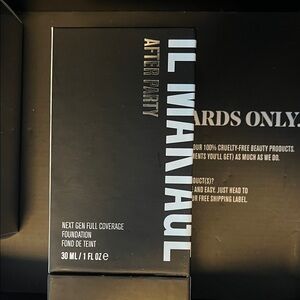 IL MAKIAGE
AFTER PARTY
NEXT GEN FULL COVERAGE
FOUNDATION
FOND DE TEINT
30 ML / 1 FL OZ e
ARDS ONLY.
OUR 100% CRUELTY-FREE BEAUTY PRODUCTS.
MENTS YOU'LL GET) AS MUCH AS WE DO.
DUCT(S)?
AND EASY. JUST HEAD TO
R FREE SHIPPING LABEL.